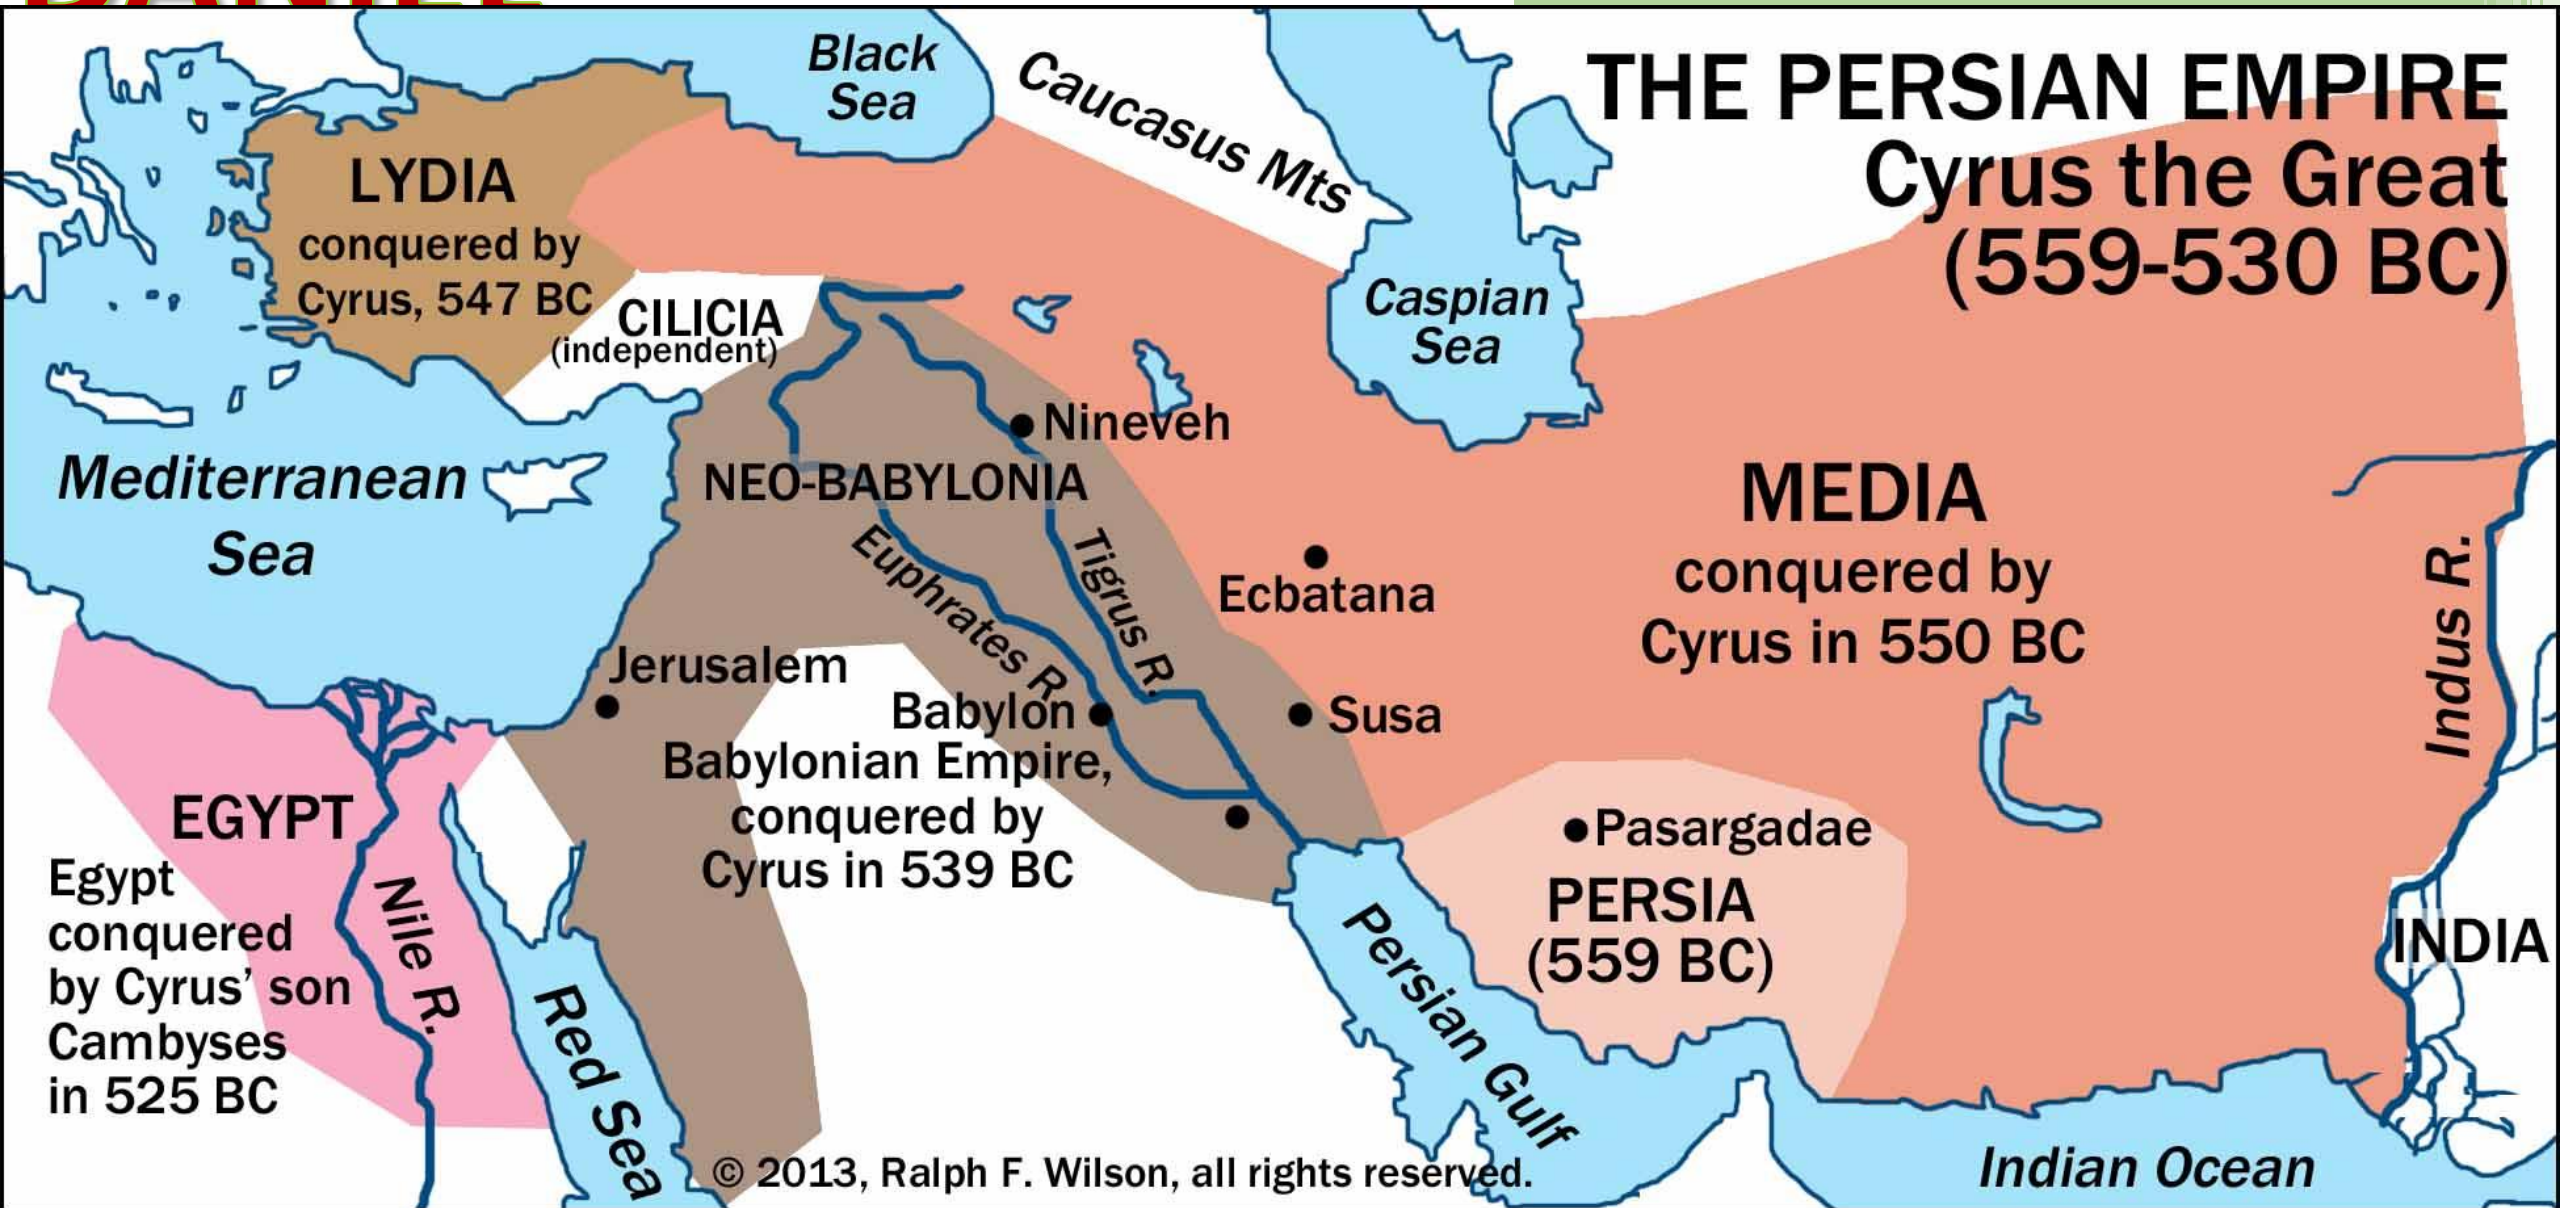 DANIEL
THE PERSIAN EMPIRE
Cyrus the Great
(559-530 BC)
Black
Sea
Caucasus Mts
LYDIA
conquered by
Cyrus, 547 BC
CILICIA
(independent)
Caspian
Sea
Nineveh
Mediterranean
Sea
NEO-BABYLONIA
MEDIA
conquered by
Cyrus in 550 BC
Euphrates R.
Tigrus R.
Ecbatana
Indus R.
Jerusalem
Babylon
Susa
Babylonian Empire,
conquered by
Cyrus in 539 BC
EGYPT
Egypt
conquered
by Cyrus’ son
Cambyses
in 525 BC
Nile R.
Pasargadae
PERSIA
(559 BC)
INDIA
Persian Gulf
Red Sea
Indian Ocean
© 2013, Ralph F. Wilson, all rights reserved.